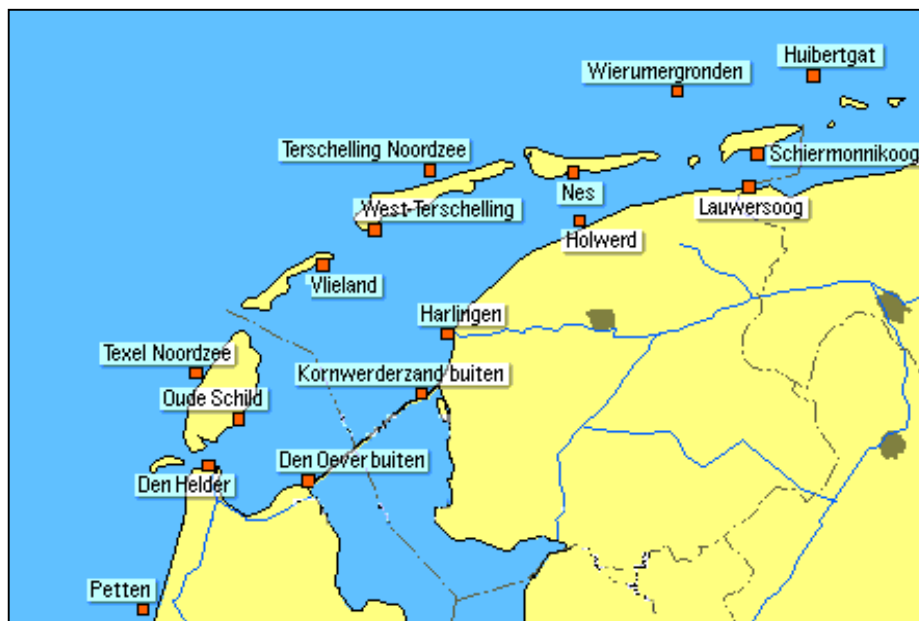 Huibertgat
Wierumergronden
Terschelling Noordzee
Schiermonnikoog
Nes
West-Terschelling
Lauwersoog
Holwerd
Vlieland
Harlingen
Texel Noordzee
Kornwerderzand buiten
Oude Schild
Den Oever buiten
Den Helder
Petten